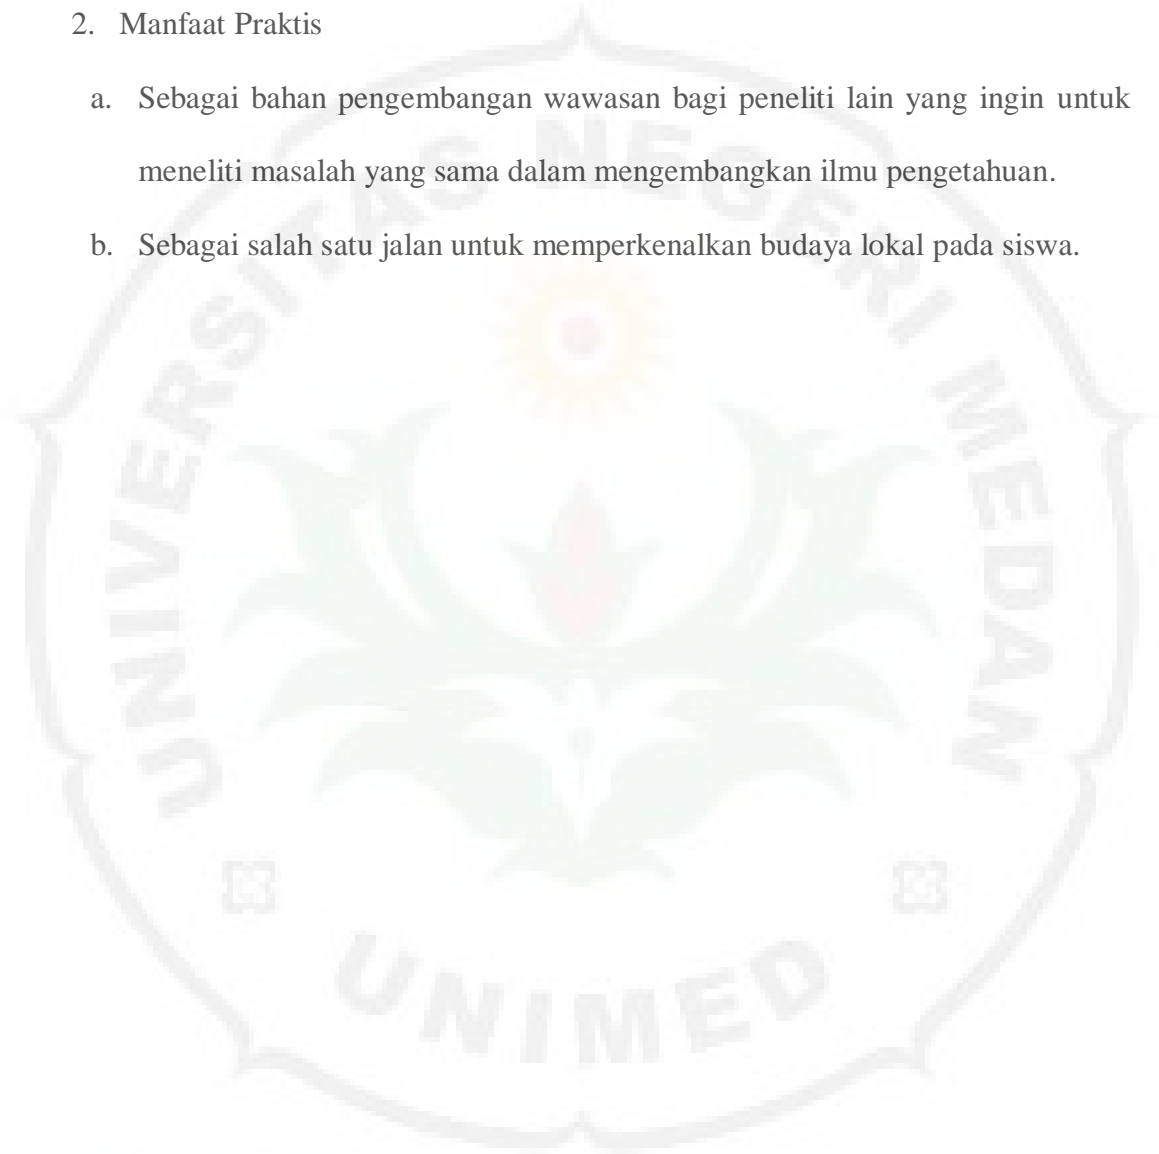 2. Manfaat Praktis
a. Sebagai bahan pengembangan wawasan bagi peneliti lain yang ingin untuk
meneliti masalah yang sama dalam mengembangkan ilmu pengetahuan.
b. Sebagai salah satu jalan untuk memperkenalkan budaya lokal pada siswa.
UNIVERSITAS NEGERI MEDAN
UNIMED